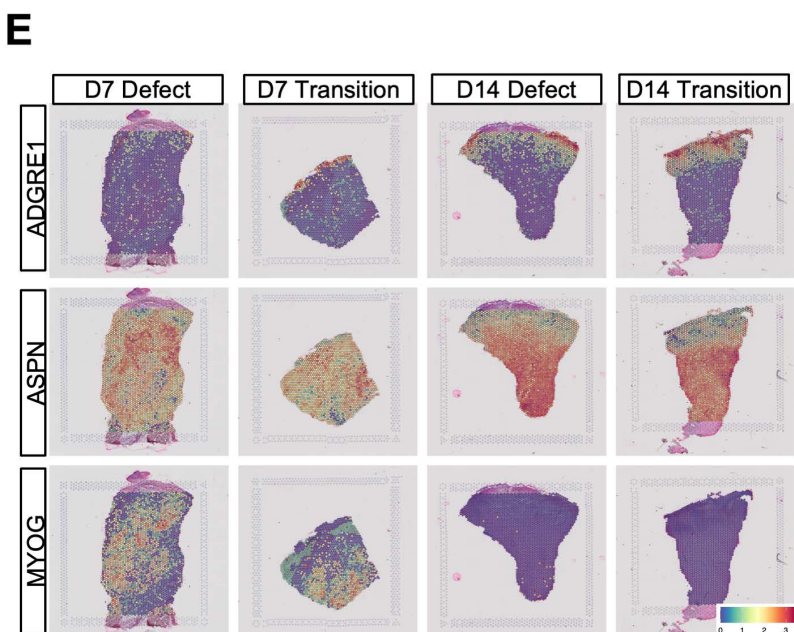 E
D7 Defect
D7 Transition
D14 Defect
D14 Transition
ADGRE1
ASPN
MYOG
0 1 2 3